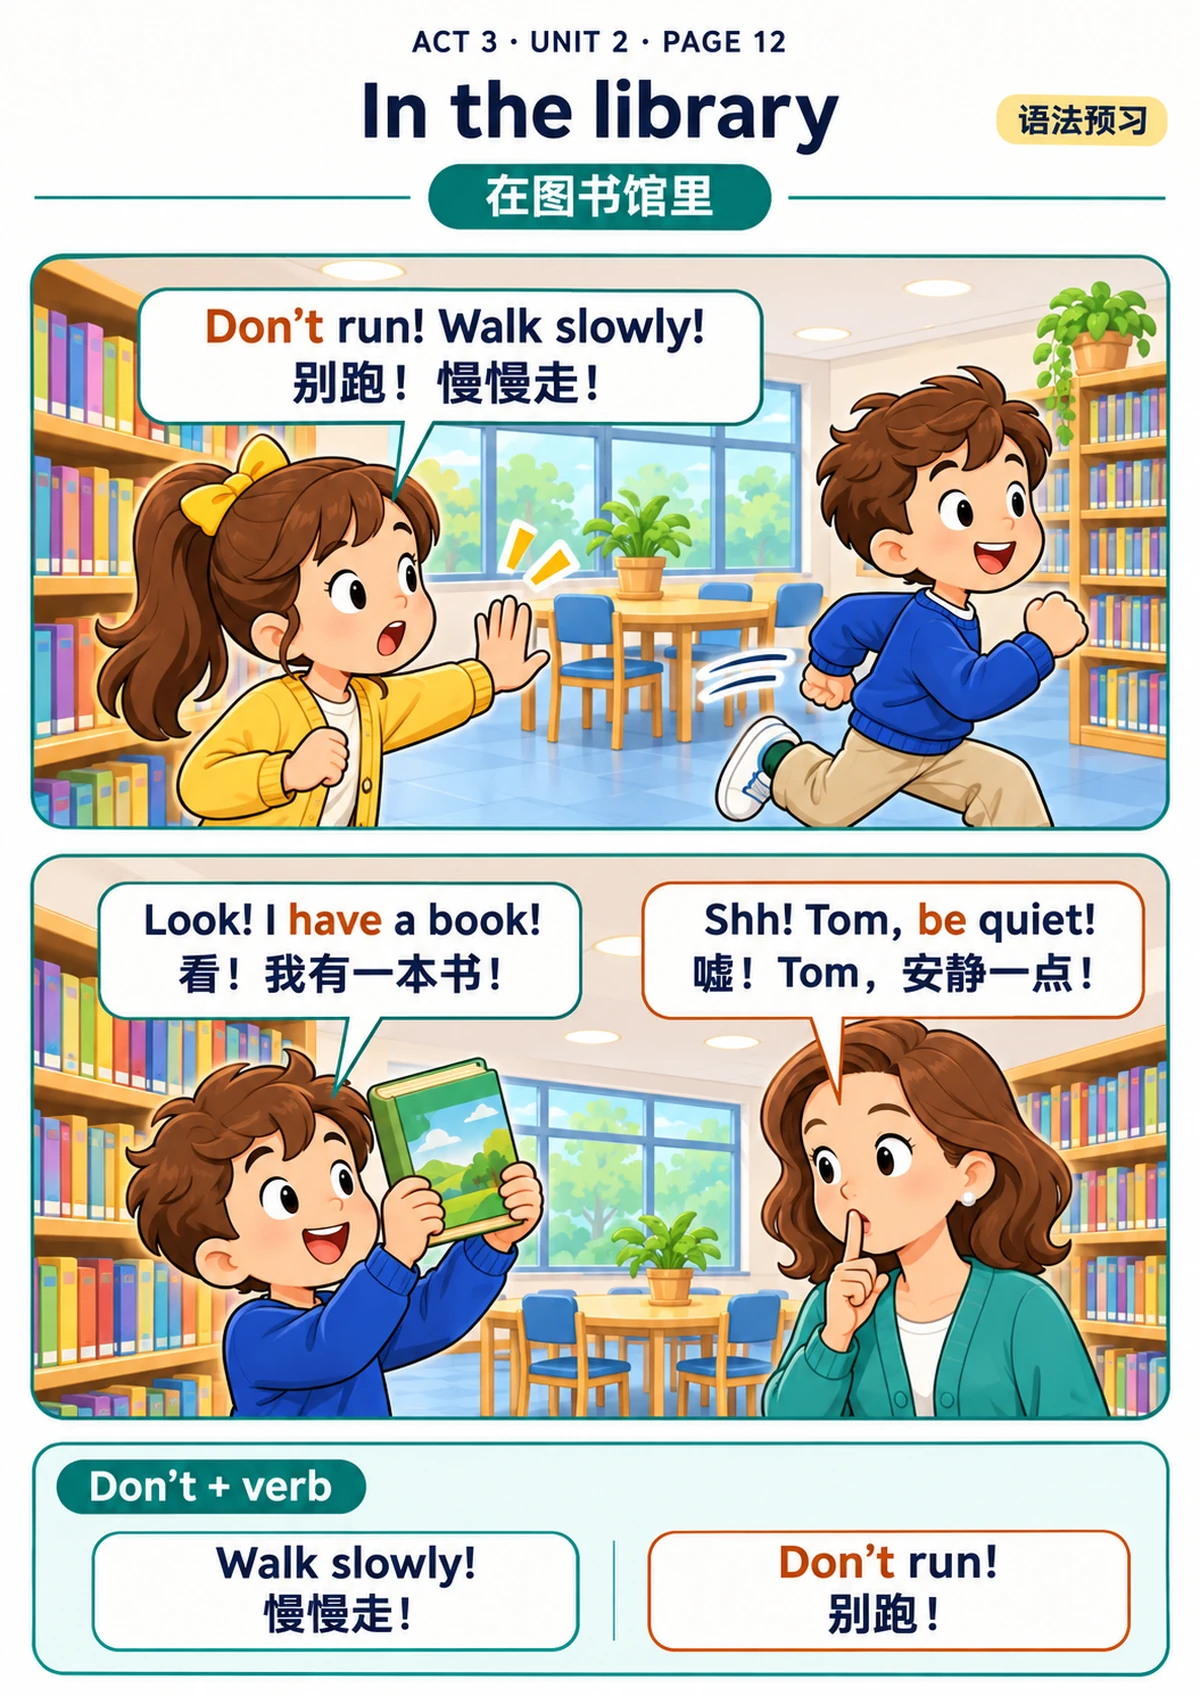 ACT 3 · UNIT 2 · PAGE 12
In the library
语法预习
在图书馆里
Don't run! Walk slowly!
别跑！慢慢走！
Look! I have a book!
看！我有一本书！
Shh! Tom, be quiet!
嘘！Tom，安静一点！
Don't + verb
Walk slowly!
慢慢走！
Don't run!
别跑！